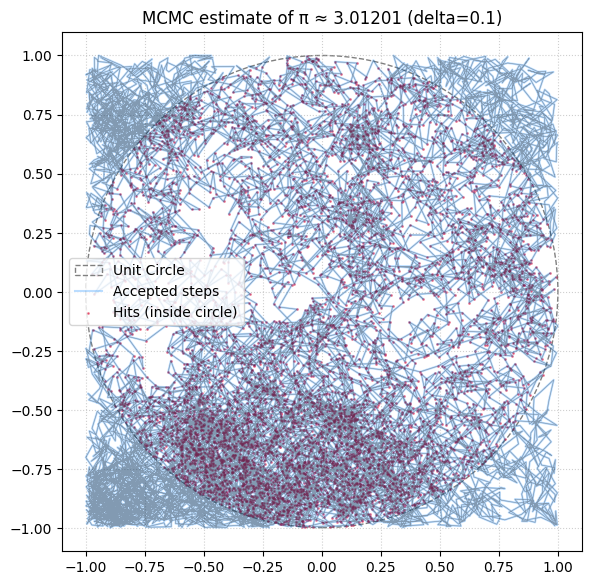 MCMC estimate of π ≈ 3.01201 (delta=0.1)
1.00
0.75
0.50
0.25
0.00
−0.25
−0.50
−0.75
−1.00
Unit Circle
Accepted steps
Hits (inside circle)
−1.00 −0.75 −0.50 −0.25 0.00 0.25 0.50 0.75 1.00